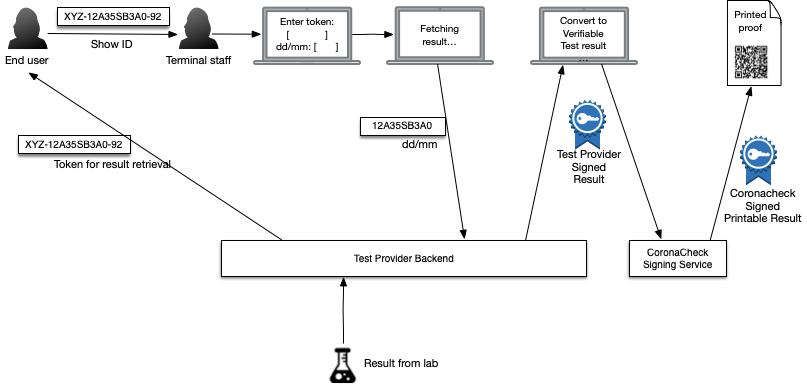 XYZ-12A35SB3A0-92
Show ID
End user
Terminal staff
Enter token:
[ ]
dd/mm: [ ]
Fetching
result...
Convert to
Verifiable
Test result
...
Printed
proof
12A35SB3A0
dd/mm
XYZ-12A35SB3A0-92
Token for result retrieval
Test Provider
Signed
Result
Coronacheck
Signed
Printable Result
Test Provider Backend
CoronaCheck
Signing Service
Result from lab